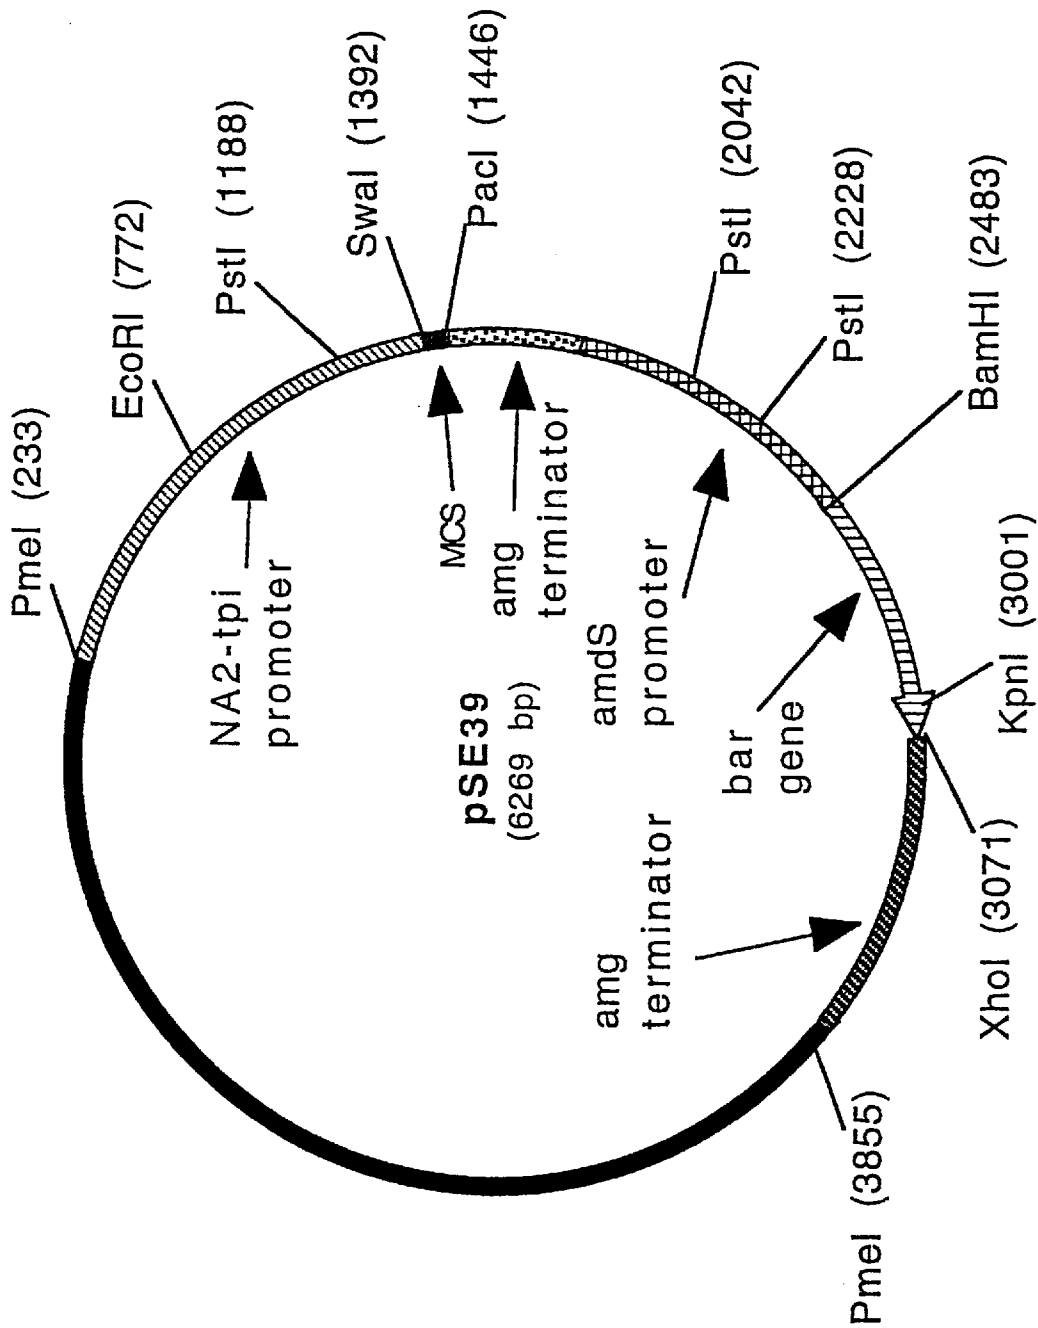 PmeI (233)
EcoRI (772)
PstI (1188)
SwaI (1392)
PacI (1446)
PstI (2042)
PstI (2228)
BamHI (2483)
KpnI (3001)
XhoI (3071)
PmeI (3855)
NA2-tpi
promoter
MCS
amg
terminator
amdS
promoter
bar
gene
amg
terminator
pSE39
(6269 bp)